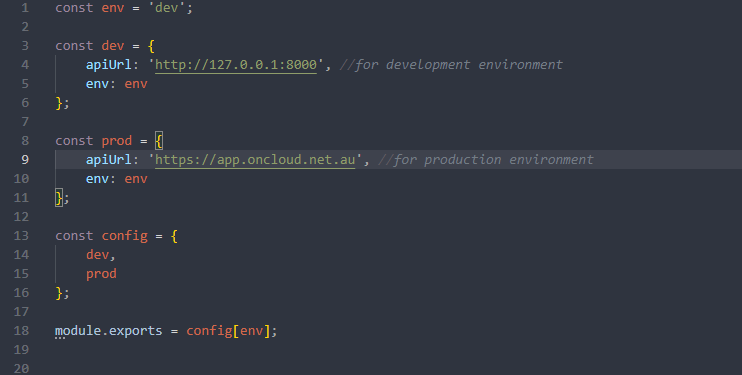 1 const env = 'dev';
2
3 const dev = {
4 apiUrl: 'http://127.0.0.1:8000', //for development environment
5 env: env
6 };
7
8 const prod = {
9 apiUrl: 'https://app.oncloud.net.au', //for production environment
10 env: env
11 };
12
13 const config = {
14 dev,
15 prod
16 };
17
18 module.exports = config[env];
19
20